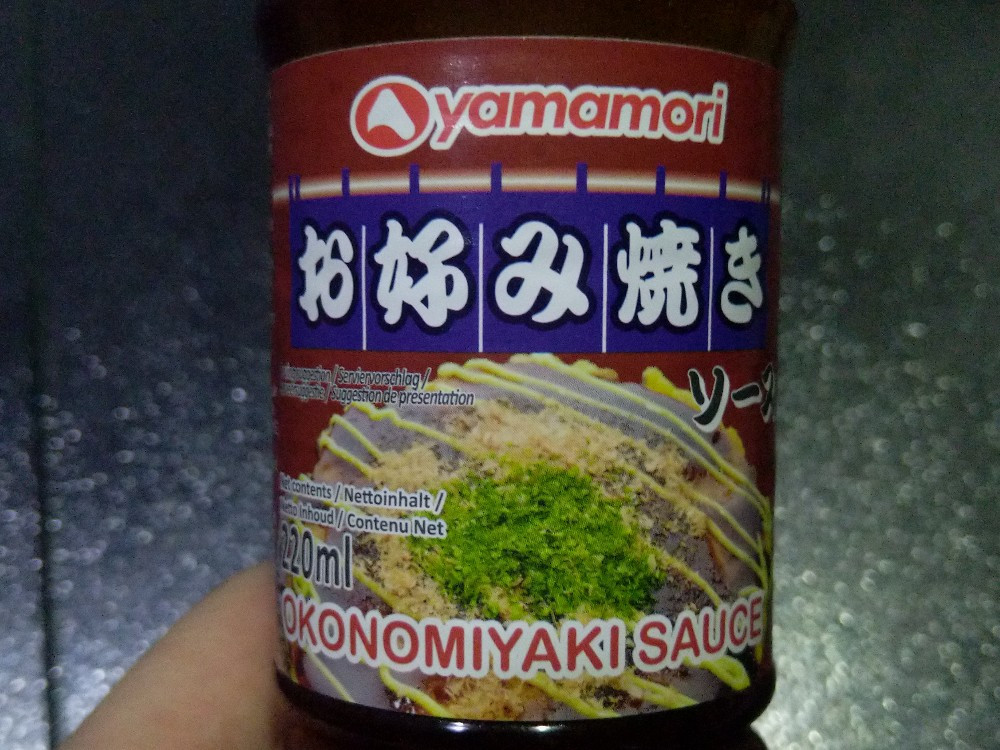 yamamori
お好み焼き
ソース
suggestion / Serviervorschlag /
Suggestion de présentation
Net contents / Nettoinhalt /
Netto inhoud / Contenu Net
220ml
OKONOMIYAKI SAUCE